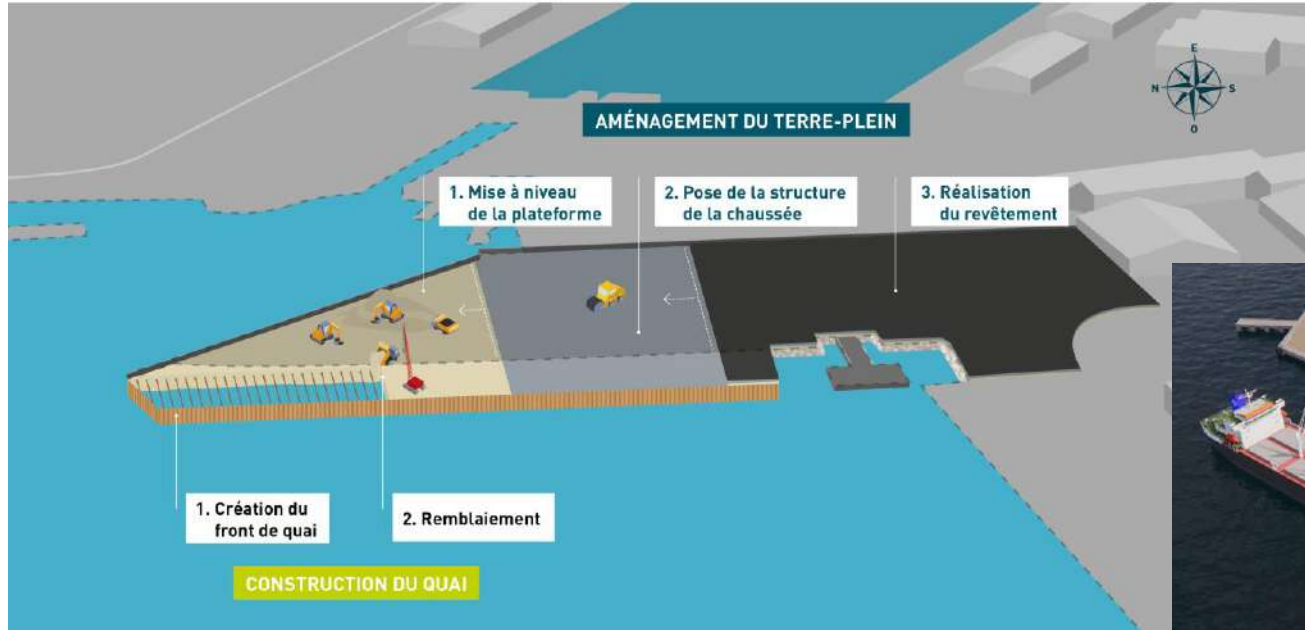 AMÉNAGEMENT DU TERRE-PLEIN
E
N
S
O
1. Mise à niveau
de la plateforme
2. Pose de la structure
de la chaussée
3. Réalisation
du revêtement
1. Création du
front de quai
2. Remblaiement
CONSTRUCTION DU QUAI